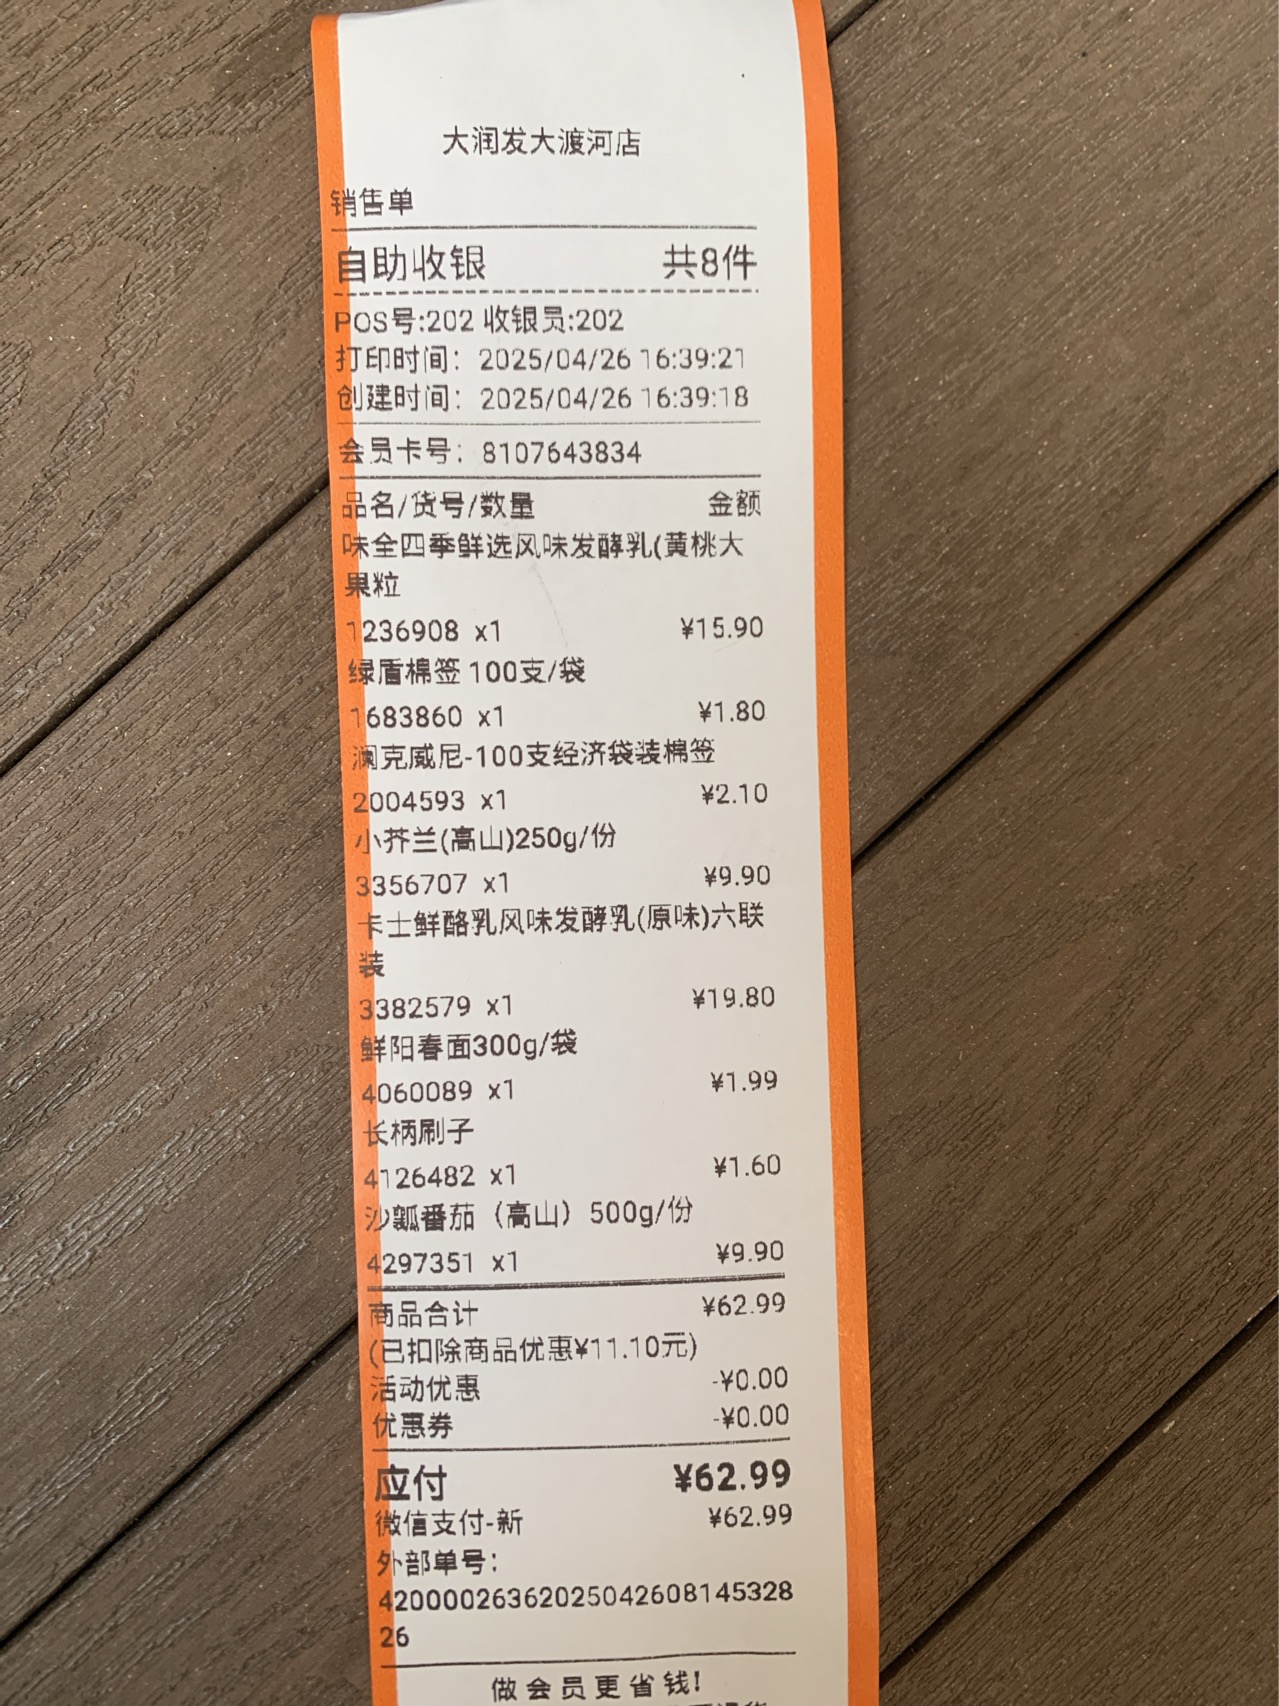 大润发大渡河店
销售单
自助收银 共8件
POS号:202 收银员:202
打印时间: 2025/04/26 16:39:21
创建时间: 2025/04/26 16:39:18
会员卡号: 8107643834
品名/货号/数量 金额
味全四季鲜选风味发酵乳(黄桃大
果粒
1236908 x1 ¥15.90
绿盾棉签 100支/袋
1683860 x1 ¥1.80
澜克威尼-100支经济袋装棉签
2004593 x1 ¥2.10
小芥兰(高山)250g/份
3356707 x1 ¥9.90
卡士鲜酪乳风味发酵乳(原味)六联
装
3382579 x1 ¥19.80
鲜阳春面300g/袋
4060089 x1 ¥1.99
长柄刷子
4126482 x1 ¥1.60
沙瓤番茄（高山）500g/份
4297351 x1 ¥9.90
商品合计 ¥62.99
(已扣除商品优惠¥11.10元)
活动优惠 -¥0.00
优惠券 -¥0.00
应付 ¥62.99
微信支付-新 ¥62.99
外部单号:
42000026362025042608145328
26
做会员更省钱!